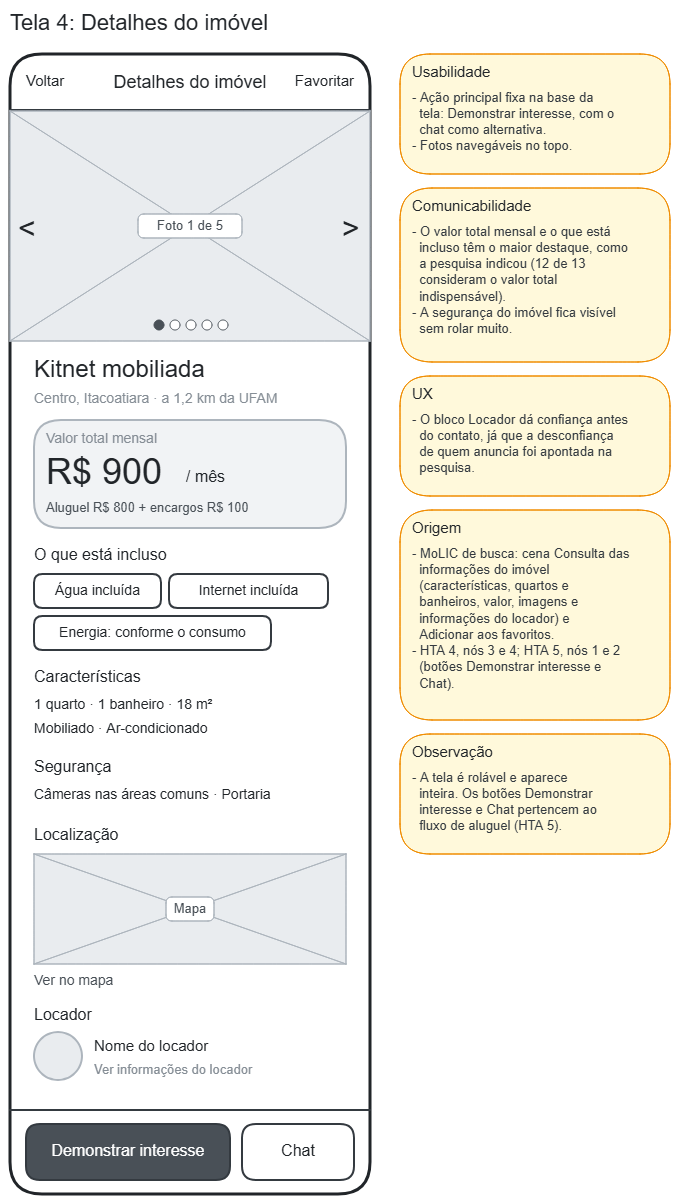 Tela 4: Detalhes do imóvel
Voltar
Detalhes do imóvel
Favoritar
<
Foto 1 de 5
>
Kitnet mobiliada
Centro, Itacoatiara · a 1,2 km da UFAM
Valor total mensal
R$ 900 / mês
Aluguel R$ 800 + encargos R$ 100
O que está incluso
Água incluída
Internet incluída
Energia: conforme o consumo
Características
1 quarto · 1 banheiro · 18 m²
Mobiliado · Ar-condicionado
Segurança
Câmeras nas áreas comuns · Portaria
Localização
Mapa
Ver no mapa
Locador
Nome do locador
Ver informações do locador
Demonstrar interesse
Chat
Usabilidade
- Ação principal fixa na base da
tela: Demonstrar interesse, com o
chat como alternativa.
- Fotos navegáveis no topo.
Comunicabilidade
- O valor total mensal e o que está
incluso têm o maior destaque, como
a pesquisa indicou (12 de 13
consideram o valor total
indispensável).
- A segurança do imóvel fica visível
sem rolar muito.
UX
- O bloco Locador dá confiança antes
do contato, já que a desconfiança
de quem anuncia foi apontada na
pesquisa.
Origem
- MoLIC de busca: cena Consulta das
informações do imóvel
(características, quartos e
banheiros, valor, imagens e
informações do locador) e
Adicionar aos favoritos.
- HTA 4, nós 3 e 4; HTA 5, nós 1 e 2
(botões Demonstrar interesse e
Chat).
Observação
- A tela é rolável e aparece
inteira. Os botões Demonstrar
interesse e Chat pertencem ao
fluxo de aluguel (HTA 5).